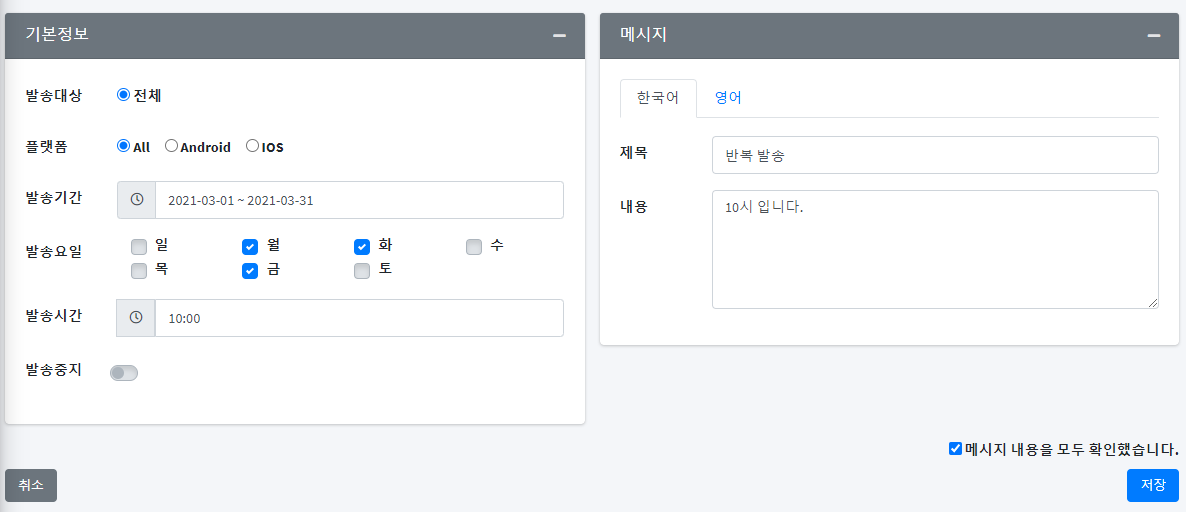 기본정보
발송대상 전체
플랫폼 All Android IOS
발송기간 2021-03-01 ~ 2021-03-31
발송요일 일 월 화 수
목 금 토
발송시간 10:00
발송중지
메시지
한국어 영어
제목 반복 발송
내용 10시 입니다.
메시지 내용을 모두 확인했습니다.
취소 저장